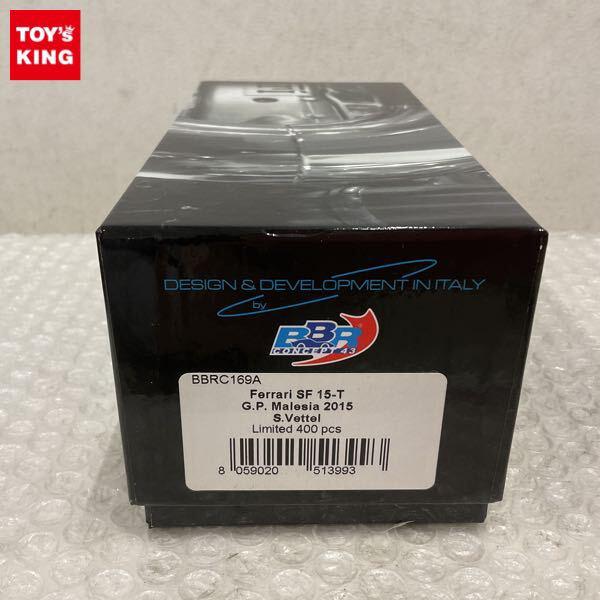 TOY's
KING
DESIGN & DEVELOPMENT IN ITALY
by
BBR
CONCEPT 43
BBRC169A
Ferrari SF 15-T
G.P. Malesia 2015
S.Vettel
Limited 400 pcs
8 059020 513993